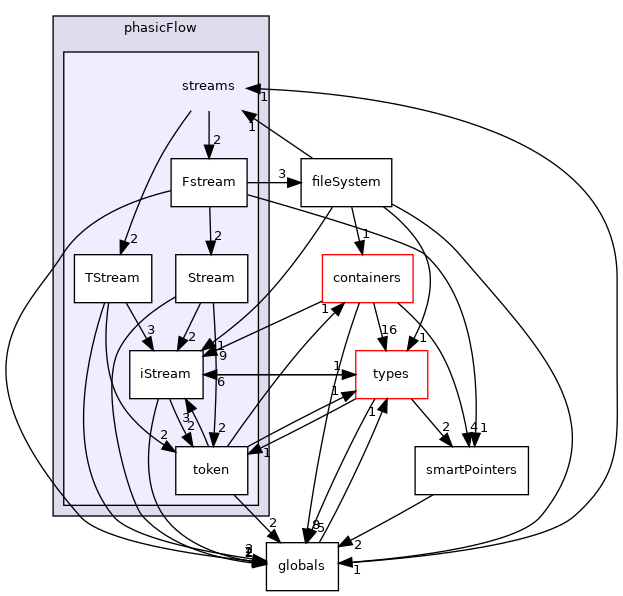 phasicFlow
streams
1
1
2
Fstream
3
fileSystem
2
2
1
TStream
Stream
containers
1
3
2
16
1
1
9
iStream
6
1
types
1
1
3
2
2
2
2
4
1
token
1
smartPointers
2
8
5
2
2
globals
1